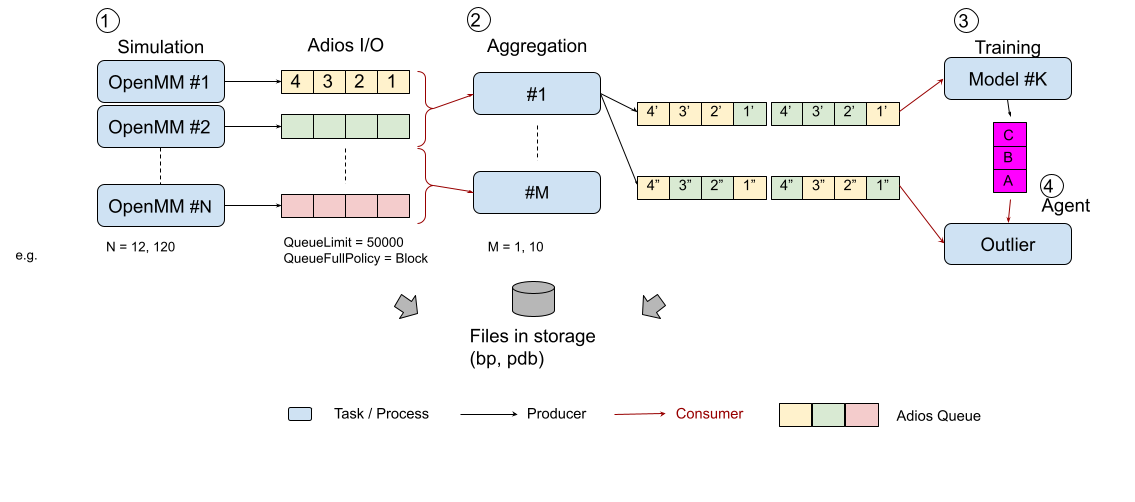 1
2
3
Simulation
Adios I/O
Aggregation
Training
OpenMM #1
4 3 2 1
#1
Model #K
OpenMM #2
4’ 3’ 2’ 1’ 4’ 3’ 2’ 1’
C
B
A
OpenMM #N
#M
4” 3” 2” 1” 4” 3” 2” 1”
4
Agent
Outlier
e.g.
N = 12, 120
QueueLimit = 50000
QueueFullPolicy = Block
M = 1, 10
Files in storage
(bp, pdb)
Task / Process
Producer
Consumer
Adios Queue